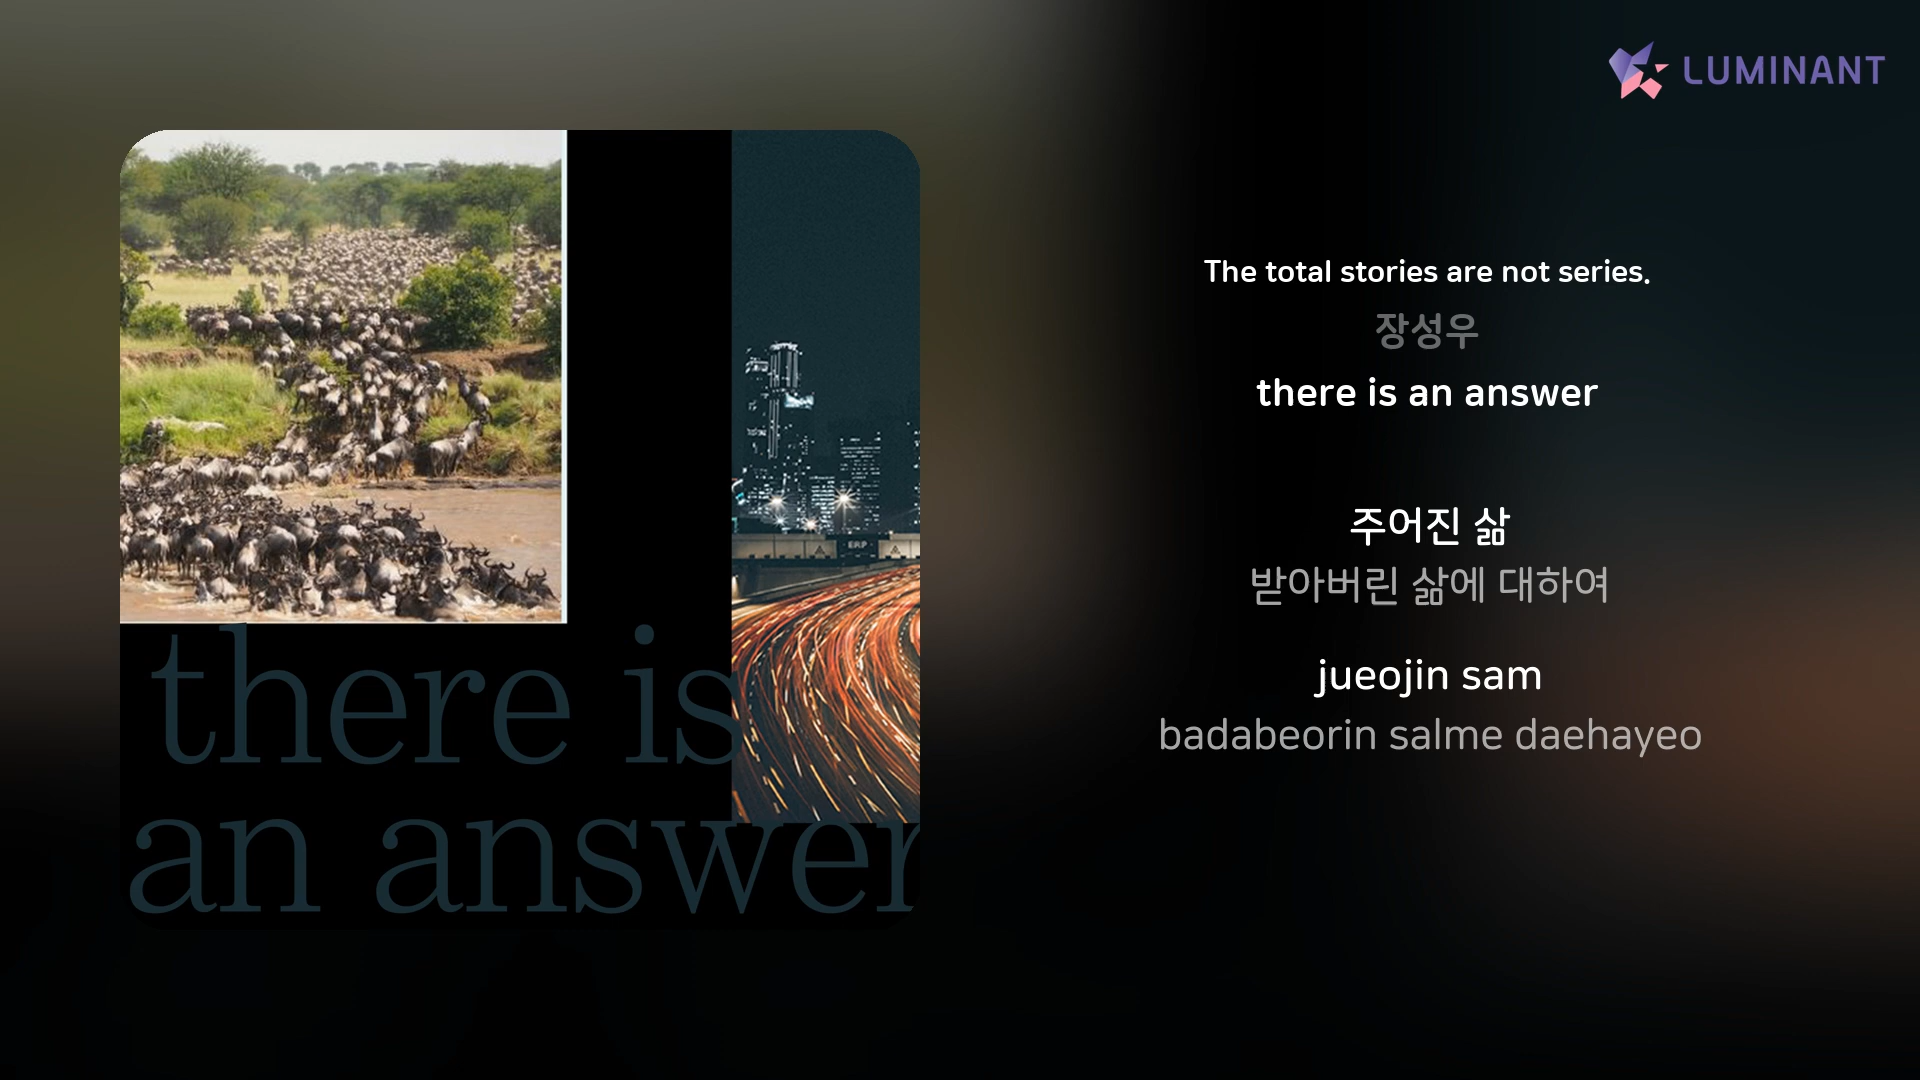 LUMINANT
The total stories are not series.
장성우
there is an answer
주어진 삶
받아버린 삶에 대하여
jueojin sam
badabeorin salme daehayeo
ERP
there is
an answer